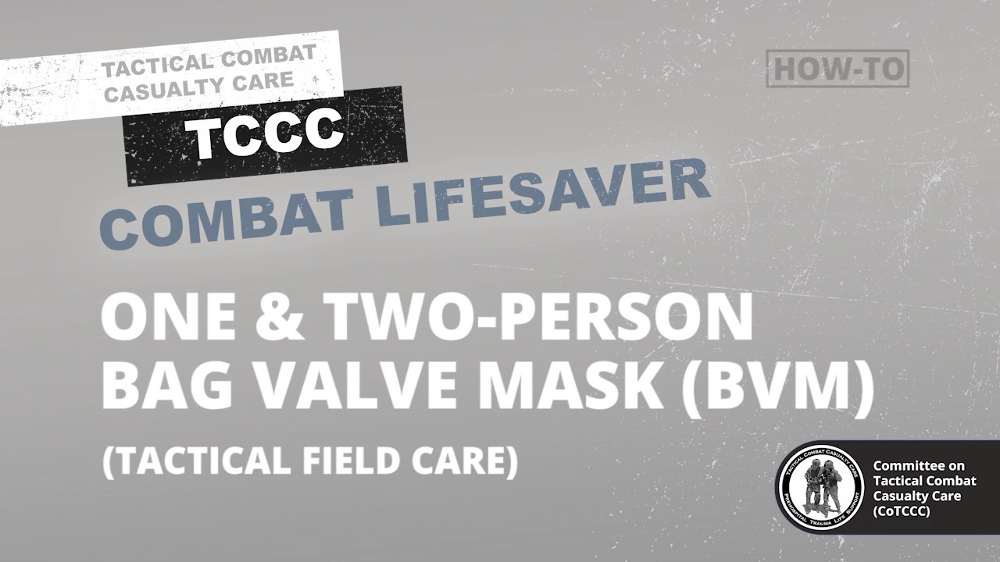 TACTICAL COMBAT
CASUALTY CARE
TCCC
HOW-TO
COMBAT LIFESAVER
ONE & TWO-PERSON
BAG VALVE MASK (BVM)
(TACTICAL FIELD CARE)
TACTICAL COMBAT CASUALTY CARE
PREHOSPITAL TRAUMA LIFE SUPPORT
Committee on
Tactical Combat
Casualty Care
(CoTCCC)